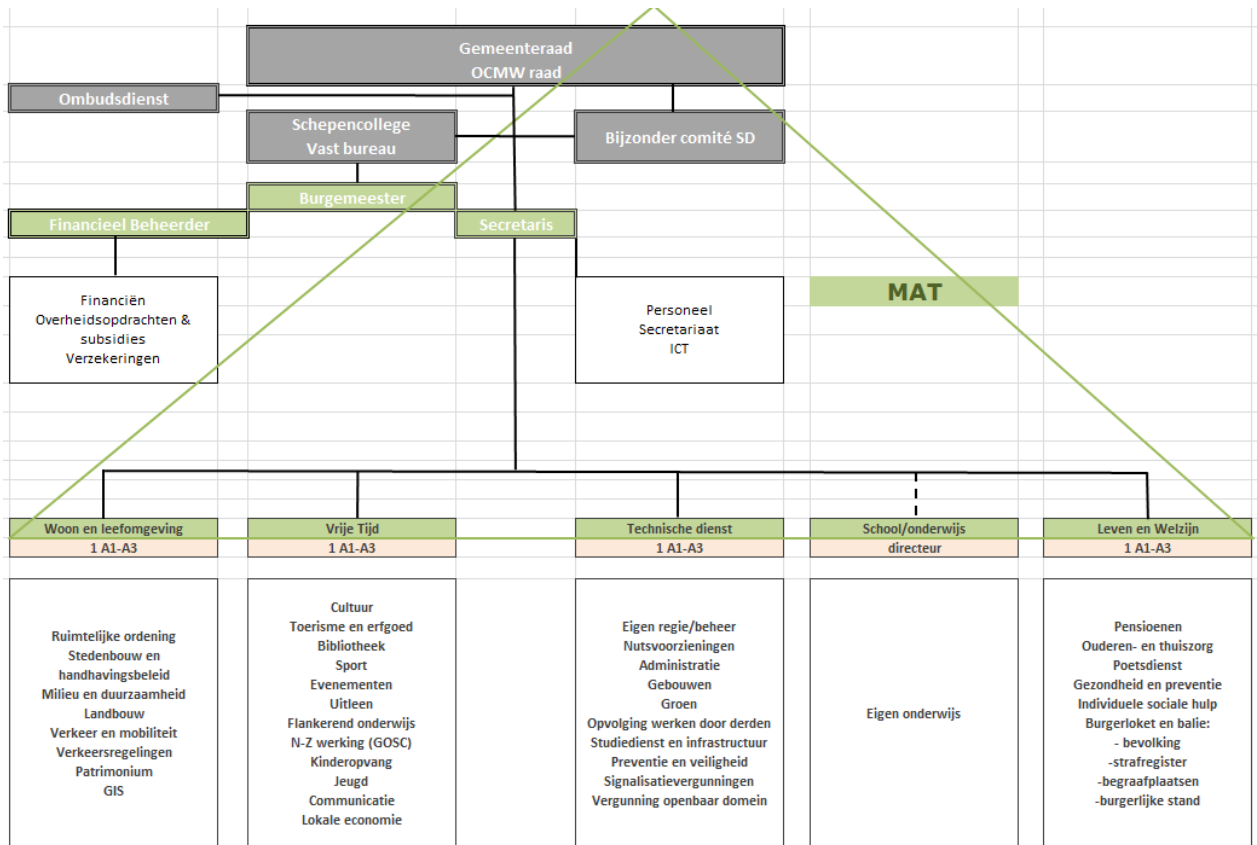 Gemeenteraad
OCMW raad
Ombudsdienst
Schepencollege
Vast bureau
Bijzonder comité SD
Burgemeester
Financieel Beheerder
Secretaris
Financiën
Overheidsopdrachten &
subsidies
Verzekeringen
Personeel
Secretariaat
ICT
MAT
Woon en leefomgeving
1 A1-A3
Vrije Tijd
1 A1-A3
Technische dienst
1 A1-A3
School/onderwijs
directeur
Leven en Welzijn
1 A1-A3
Ruimtelijke ordening
Stedenbouw en
handhavingsbeleid
Milieu en duurzaamheid
Landbouw
Verkeer en mobiliteit
Verkeersregelingen
Patrimonium
GIS
Cultuur
Toerisme en erfgoed
Bibliotheek
Sport
Evenementen
Uitleen
Flankerend onderwijs
N-Z werking (GOSC)
Kinderopvang
Jeugd
Communicatie
Lokale economie
Eigen regie/beheer
Nutsvoorzieningen
Administratie
Gebouwen
Groen
Opvolging werken door derden
Studiedienst en infrastructuur
Preventie en veiligheid
Signalisatievergunningen
Vergunning openbaar domein
Eigen onderwijs
Pensioenen
Ouderen- en thuiszorg
Poetsdienst
Gezondheid en preventie
Individuele sociale hulp
Burgerloket en balie:
- bevolking
-strafregister
-begraafplaatsen
-burgerlijke stand